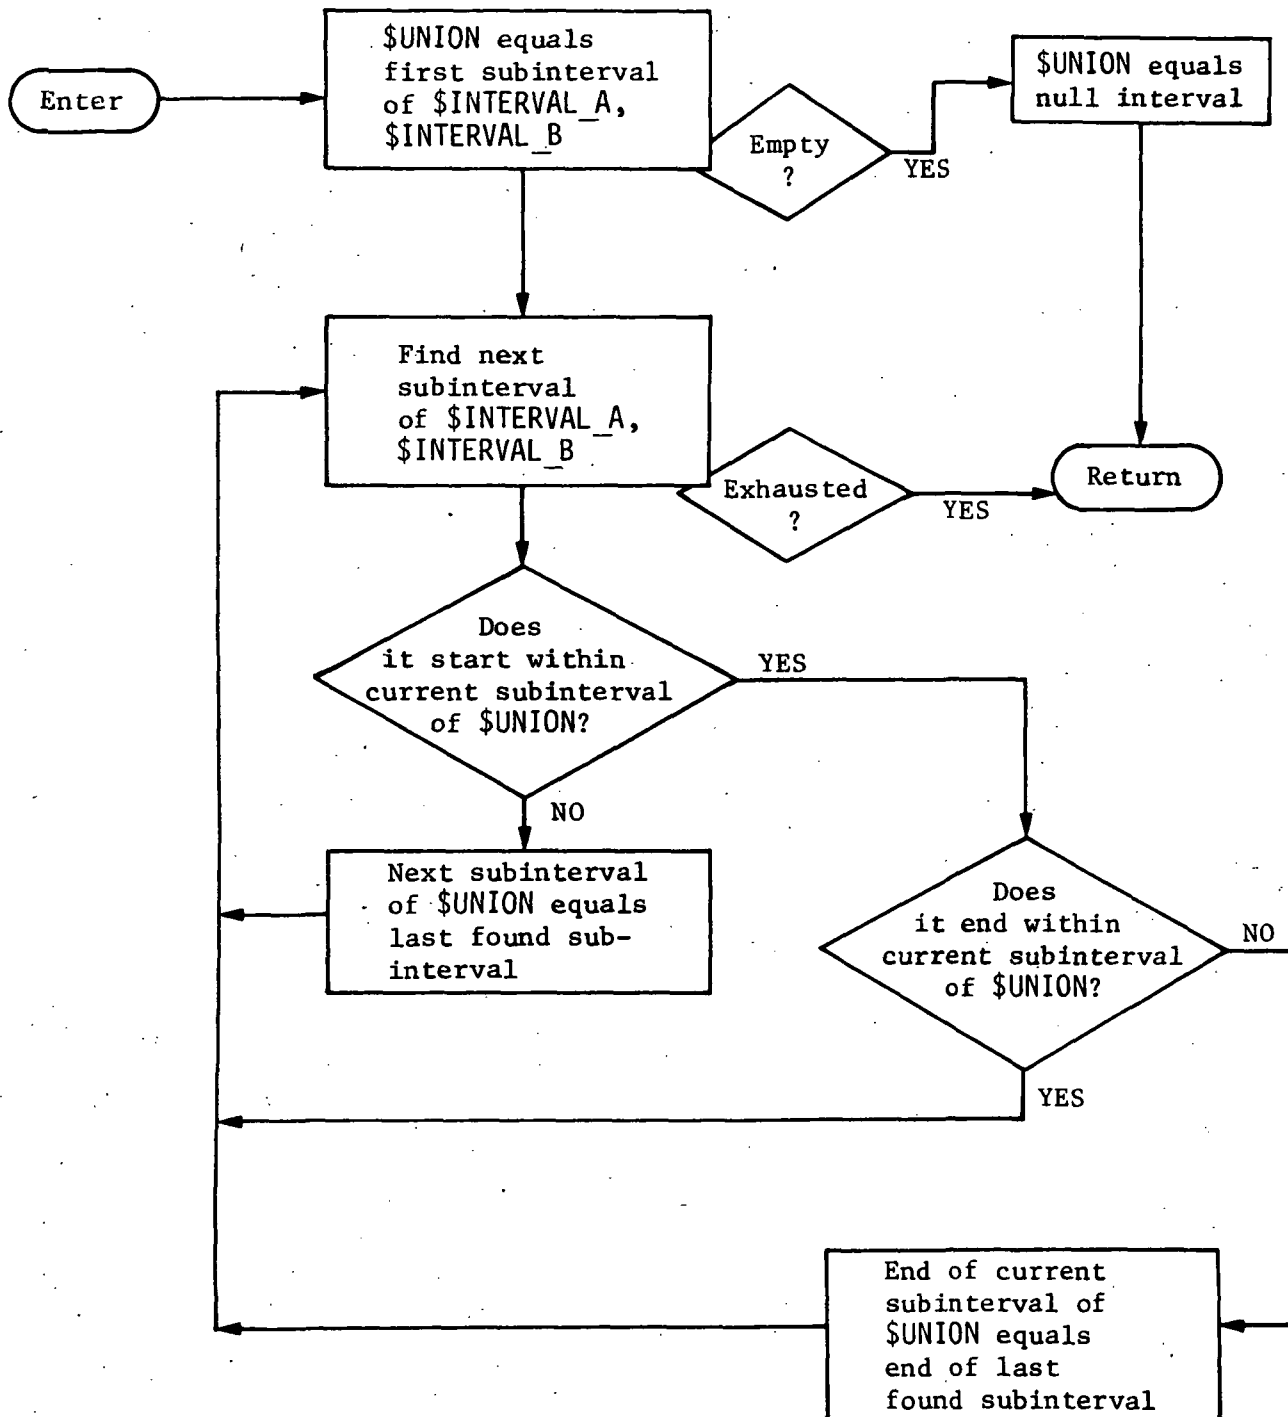 Enter
$UNION equals
first subinterval
of $INTERVAL_A,
$INTERVAL_B
Empty
?
YES
$UNION equals
null interval
Find next
subinterval
of $INTERVAL_A,
$INTERVAL_B
Exhausted
?
YES
Return
Does
it start within
current subinterval
of $UNION?
YES
NO
Next subinterval
of $UNION equals
last found sub-
interval
Does
it end within
current subinterval
of $UNION?
NO
YES
End of current
subinterval of
$UNION equals
end of last
found subinterval